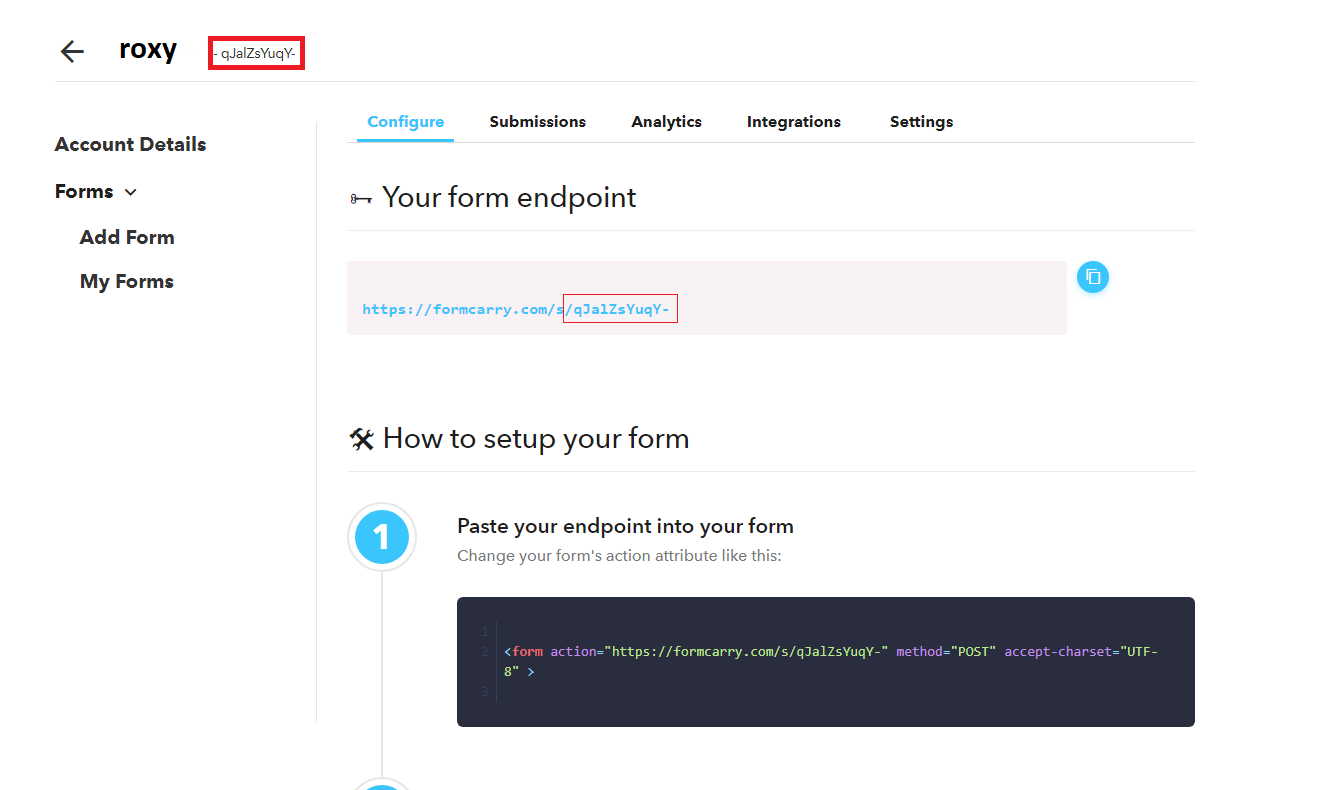 roxy - qJalZsYuqY-
Account Details
Forms
Add Form
My Forms
Configure Submissions Analytics Integrations Settings
Your form endpoint
https://formcarry.com/s/qJalZsYuqY-
How to setup your form
1
Paste your endpoint into your form
Change your form's action attribute like this:
1
2 <form action="https://formcarry.com/s/qJalZsYuqY-" method="POST" accept-charset="UTF-
8" >
3